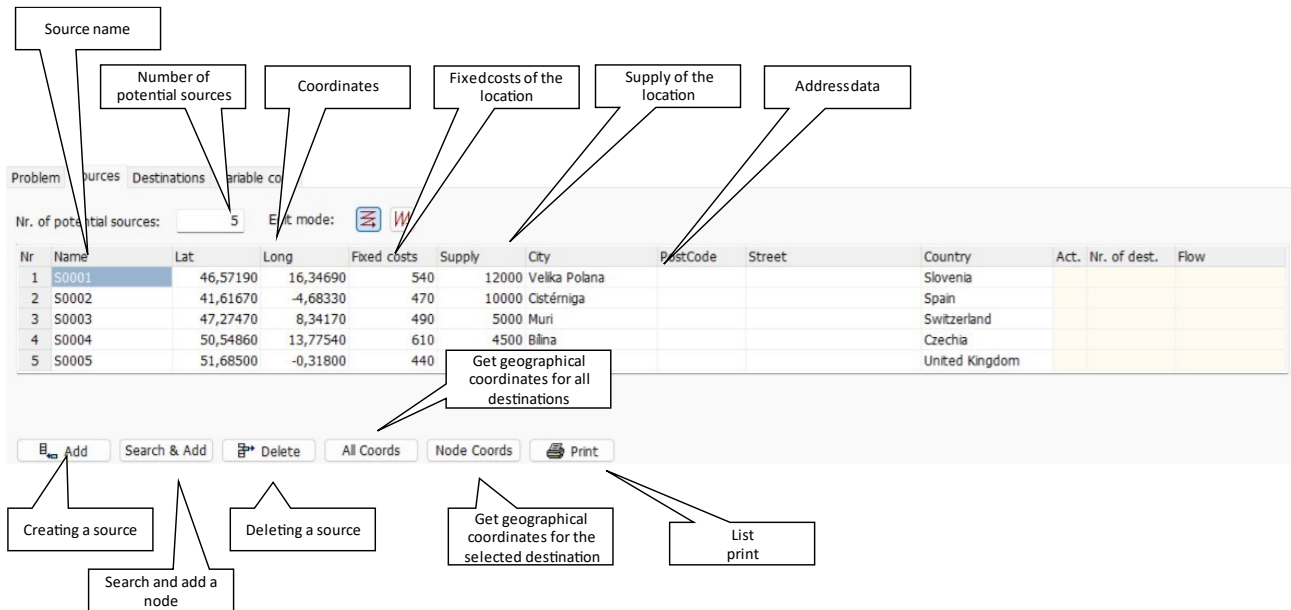 Source name
Number of
potential sources
Coordinates
Fixed costs of the
location
Supply of the
location
Address data
Problem Destinations
Nr. of potential sources: 5 Edit mode:
Nr Name Lat Long Fixed costs Supply City PostCode Street Country Act. Nr. of dest. Flow
1 S0001 46,57190 16,34690 540 12000 Velika Polana Slovenia
2 S0002 41,61670 -4,68330 470 10000 Cistérniga Spain
3 S0003 47,27470 8,34170 490 5000 Muri Switzerland
4 S0004 50,54860 13,77540 610 4500 Bílina Czechia
5 S0005 51,68500 -0,31800 440 United Kingdom
Get geographical
coordinates for all
destinations
Add Search & Add Delete All Coords Node Coords Print
Creating a source
Search and add a
node
Deleting a source
Get geographical
coordinates for the
selected destination
List
print